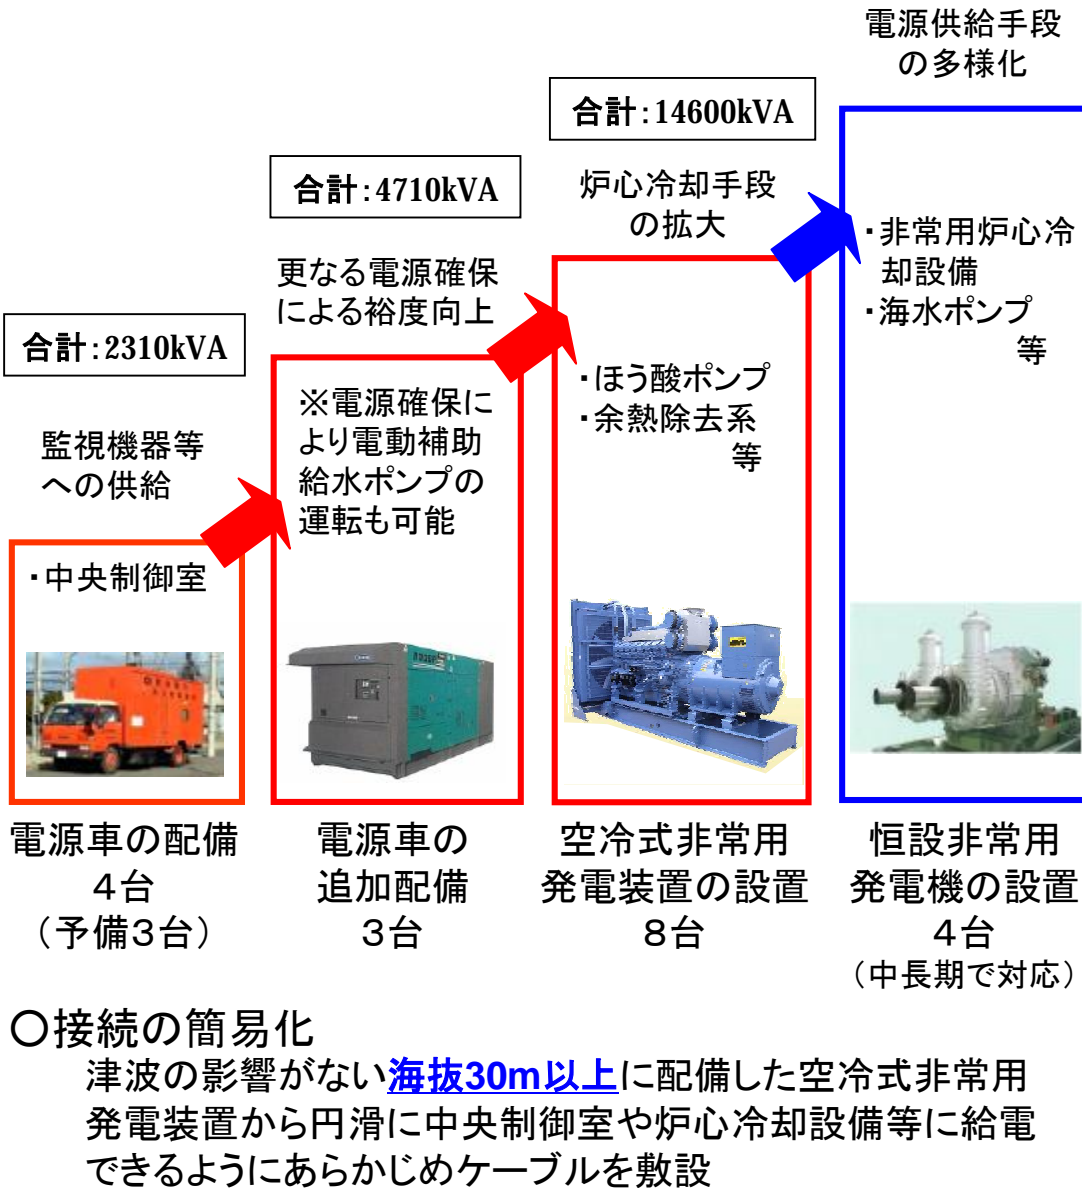 合計:2310kVA
監視機器等
への供給
・中央制御室
電源車の配備
4台
(予備3台)
合計:4710kVA
更なる電源確保
による裕度向上
※電源確保に
より電動補助
給水ポンプの
運転も可能
電源車の
追加配備
3台
合計:14600kVA
炉心冷却手段
の拡大
・ほう酸ポンプ
・余熱除去系
等
空冷式非常用
発電装置の設置
8台
電源供給手段
の多様化
・非常用炉心冷
却設備
・海水ポンプ
等
恒設非常用
発電機の設置
4台
(中長期で対応)
〇接続の簡易化
津波の影響がない海抜30m以上に配備した空冷式非常用
発電装置から円滑に中央制御室や炉心冷却設備等に給電
できるようにあらかじめケーブルを敷設